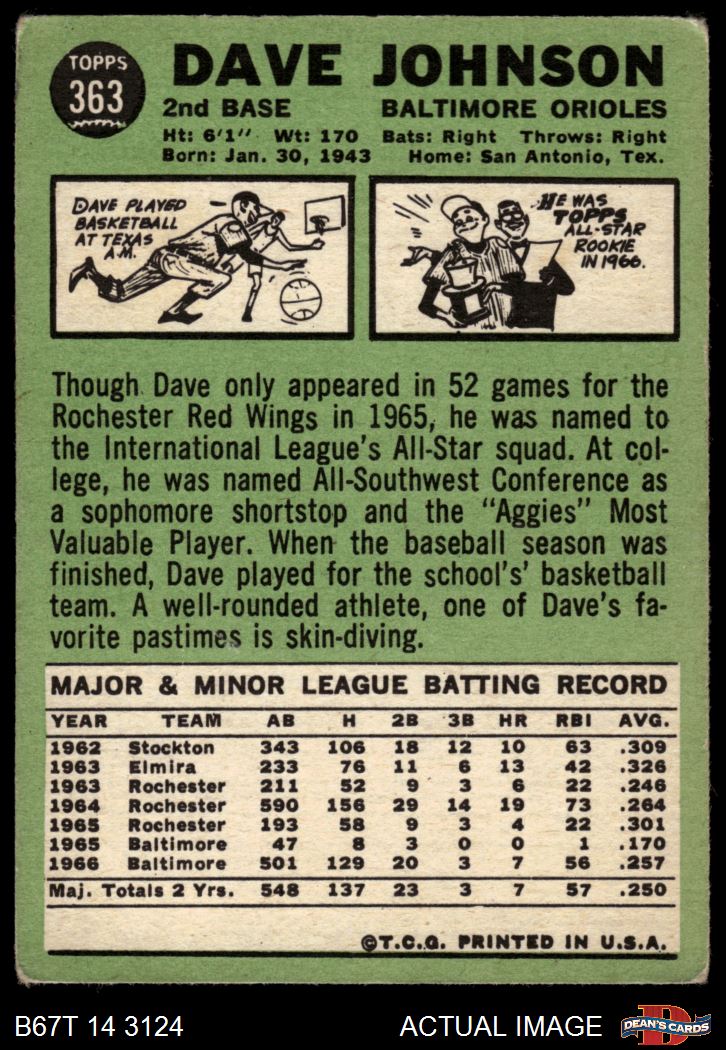 TOPPS
363
DAVE JOHNSON
2nd BASE BALTIMORE ORIOLES
Ht: 6'1" Wt: 170 Bats: Right Throws: Right
Born: Jan. 30, 1943 Home: San Antonio, Tex.
DAVE PLAYED
BASKETBALL
AT TEXAS
A.M.
HE WAS
TOPPS
ALL-STAR
ROOKIE
IN 1966.
Though Dave only appeared in 52 games for the
Rochester Red Wings in 1965, he was named to
the International League's All-Star squad. At col-
lege, he was named All-Southwest Conference as
a sophomore shortstop and the "Aggies" Most
Valuable Player. When the baseball season was
finished, Dave played for the school's' basketball
team. A well-rounded athlete, one of Dave's fa-
vorite pastimes is skin-diving.
MAJOR & MINOR LEAGUE BATTING RECORD
YEAR TEAM AB H 2B 3B HR RBI AVG.
1962 Stockton 343 106 18 12 10 63 .309
1963 Elmira 233 76 11 6 13 42 .326
1963 Rochester 211 52 9 3 6 22 .246
1964 Rochester 590 156 29 14 19 73 .264
1965 Rochester 193 58 9 3 4 22 .301
1965 Baltimore 47 8 3 0 0 1 .170
1966 Baltimore 501 129 20 3 7 56 .257
Maj. Totals 2 Yrs. 548 137 23 3 7 57 .250
©T.C.G. PRINTED IN U.S.A.
B67T 14 3124 ACTUAL IMAGE
D
DEAN'S CARDS